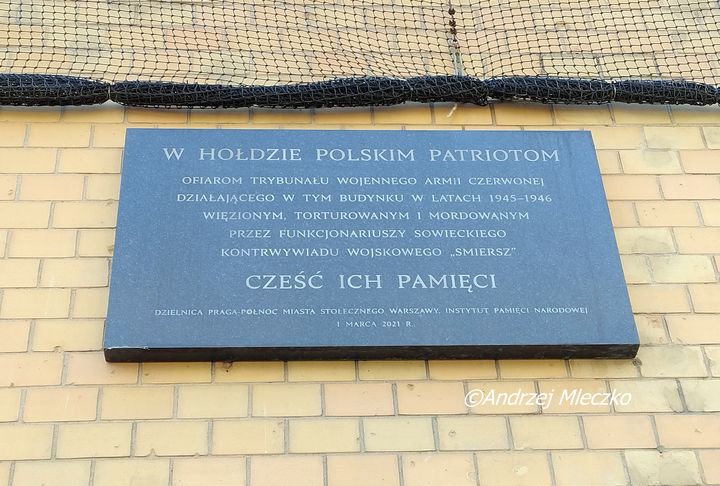 W HOŁDZIE POLSKIM PATRIOTOM
OFIAROM TRYBUNAŁU WOJENNEGO ARMII CZERWONEJ
DZIAŁAJĄCEGO W TYM BUDYNKU W LATACH 1945–1946
WIĘZIONYM, TORTUROWANYM I MORDOWANYM
PRZEZ FUNKCJONARIUSZY SOWIECKIEGO
KONTRWYWIADU WOJSKOWEGO „SMIERSZ”
CZEŚĆ ICH PAMIĘCI
DZIELNICA PRAGA-PÓŁNOC MIASTA STOŁECZNEGO WARSZAWY, INSTYTUT PAMIĘCI NARODOWEJ
1 MARCA 2021 R.
©Andrzej Mleczko